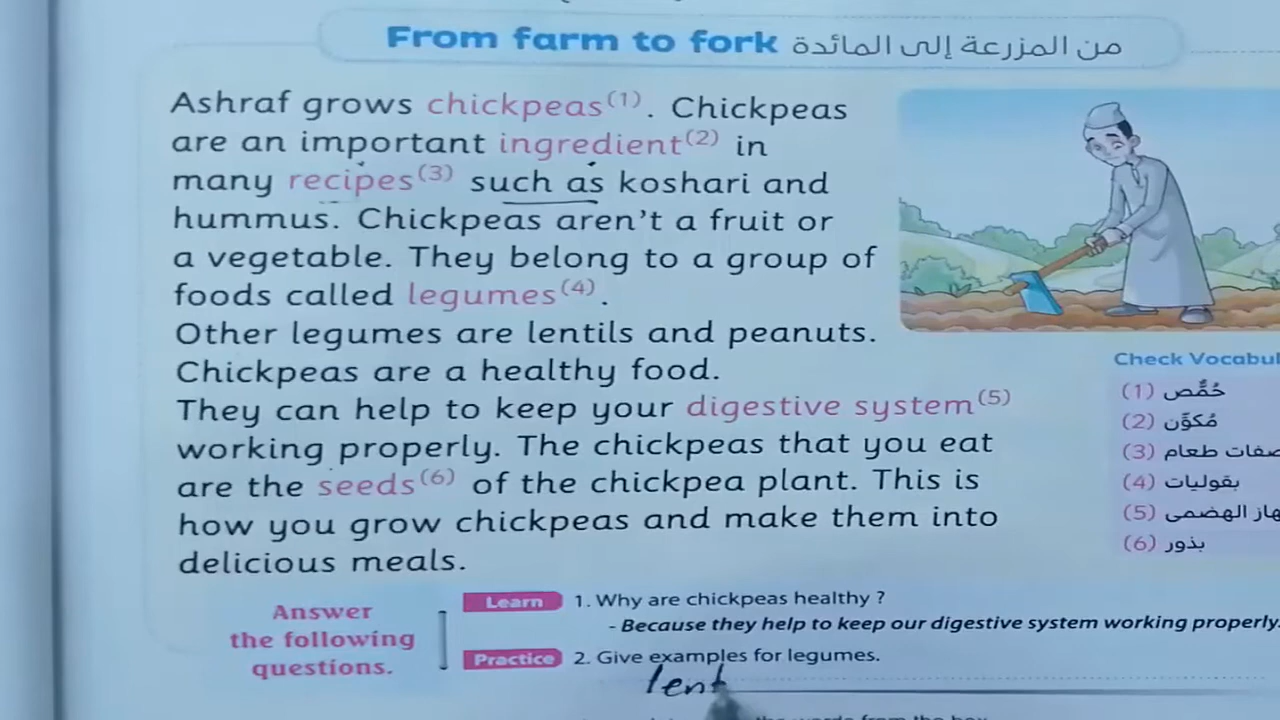 From farm to fork من المزرعة إلى المائدة
Ashraf grows chickpeas(1). Chickpeas
are an important ingredient(2) in
many recipes(3) such as koshari and
hummus. Chickpeas aren't a fruit or
a vegetable. They belong to a group of
foods called legumes(4).
Other legumes are lentils and peanuts.
Chickpeas are a healthy food.
They can help to keep your digestive system(5)
working properly. The chickpeas that you eat
are the seeds(6) of the chickpea plant. This is
how you grow chickpeas and make them into
delicious meals.
Check Vocabul
(1) حُمُّص
(2) مُكوِّن
(3) صفات طعام
(4) بقوليات
(5) هاز الهضمى
(6) بذور
Answer
the following
questions.
Learn 1. Why are chickpeas healthy ?
- Because they help to keep our digestive system working properly.
Practice 2. Give examples for legumes.
lent
the words from the box